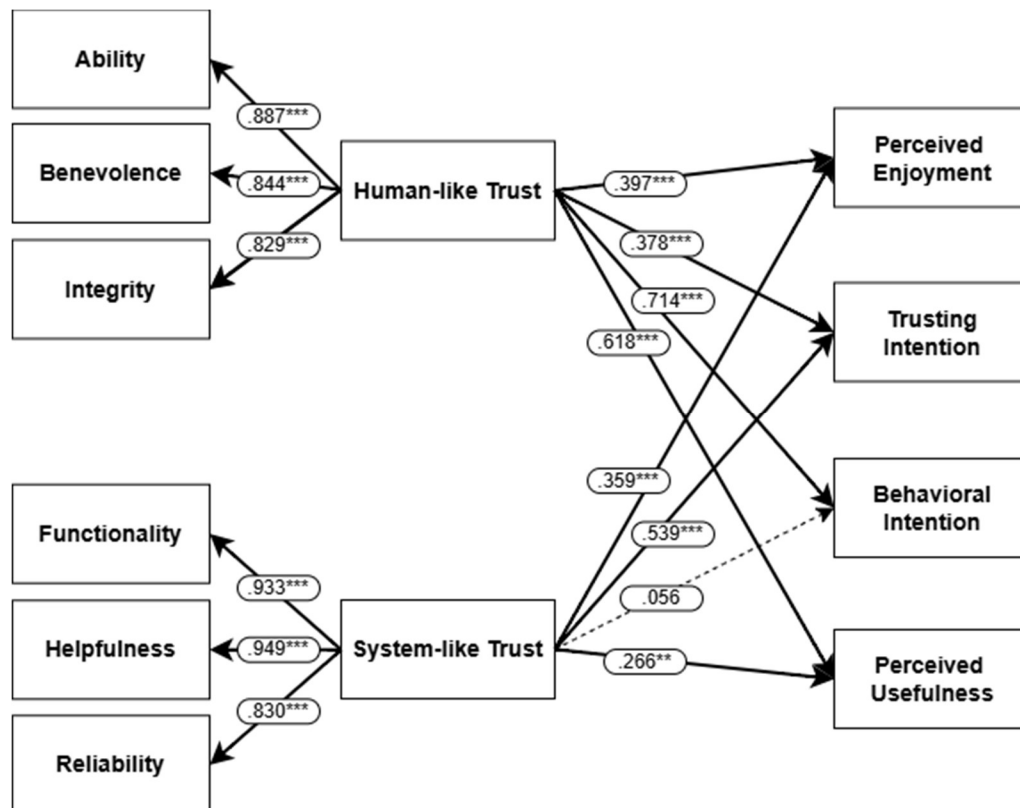 Ability
.887***
Benevolence
.844***
Integrity
.829***
Human-like Trust
.397***
.378***
.714***
.618***
Perceived
Enjoyment
Trusting
Intention
Behavioral
Intention
Perceived
Usefulness
Functionality
.933***
Helpfulness
.949***
Reliability
.830***
System-like Trust
.359***
.539***
.056
.266**